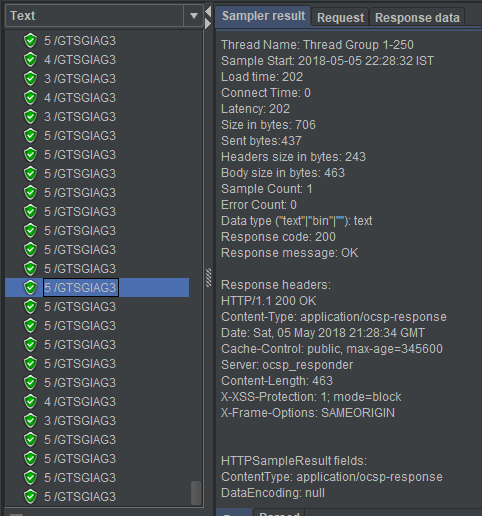 Text
5 /GTSGIAG3
4 /GTSGIAG3
3 /GTSGIAG3
4 /GTSGIAG3
3 /GTSGIAG3
5 /GTSGIAG3
5 /GTSGIAG3
5 /GTSGIAG3
5 /GTSGIAG3
5 /GTSGIAG3
5 /GTSGIAG3
5 /GTSGIAG3
5 /GTSGIAG3
5 /GTSGIAG3
5 /GTSGIAG3
5 /GTSGIAG3
5 /GTSGIAG3
5 /GTSGIAG3
5 /GTSGIAG3
4 /GTSGIAG3
3 /GTSGIAG3
5 /GTSGIAG3
5 /GTSGIAG3
5 /GTSGIAG3
5 /GTSGIAG3
Sampler result
Request
Response data
Thread Name: Thread Group 1-250
Sample Start: 2018-05-05 22:28:32 IST
Load time: 202
Connect Time: 0
Latency: 202
Size in bytes: 706
Sent bytes:437
Headers size in bytes: 243
Body size in bytes: 463
Sample Count: 1
Error Count: 0
Data type ("text"|"bin"|""): text
Response code: 200
Response message: OK
Response headers:
HTTP/1.1 200 OK
Content-Type: application/ocsp-response
Date: Sat, 05 May 2018 21:28:34 GMT
Cache-Control: public, max-age=345600
Server: ocsp_responder
Content-Length: 463
X-XSS-Protection: 1; mode=block
X-Frame-Options: SAMEORIGIN
HTTPSampleResult fields:
ContentType: application/ocsp-response
DataEncoding: null